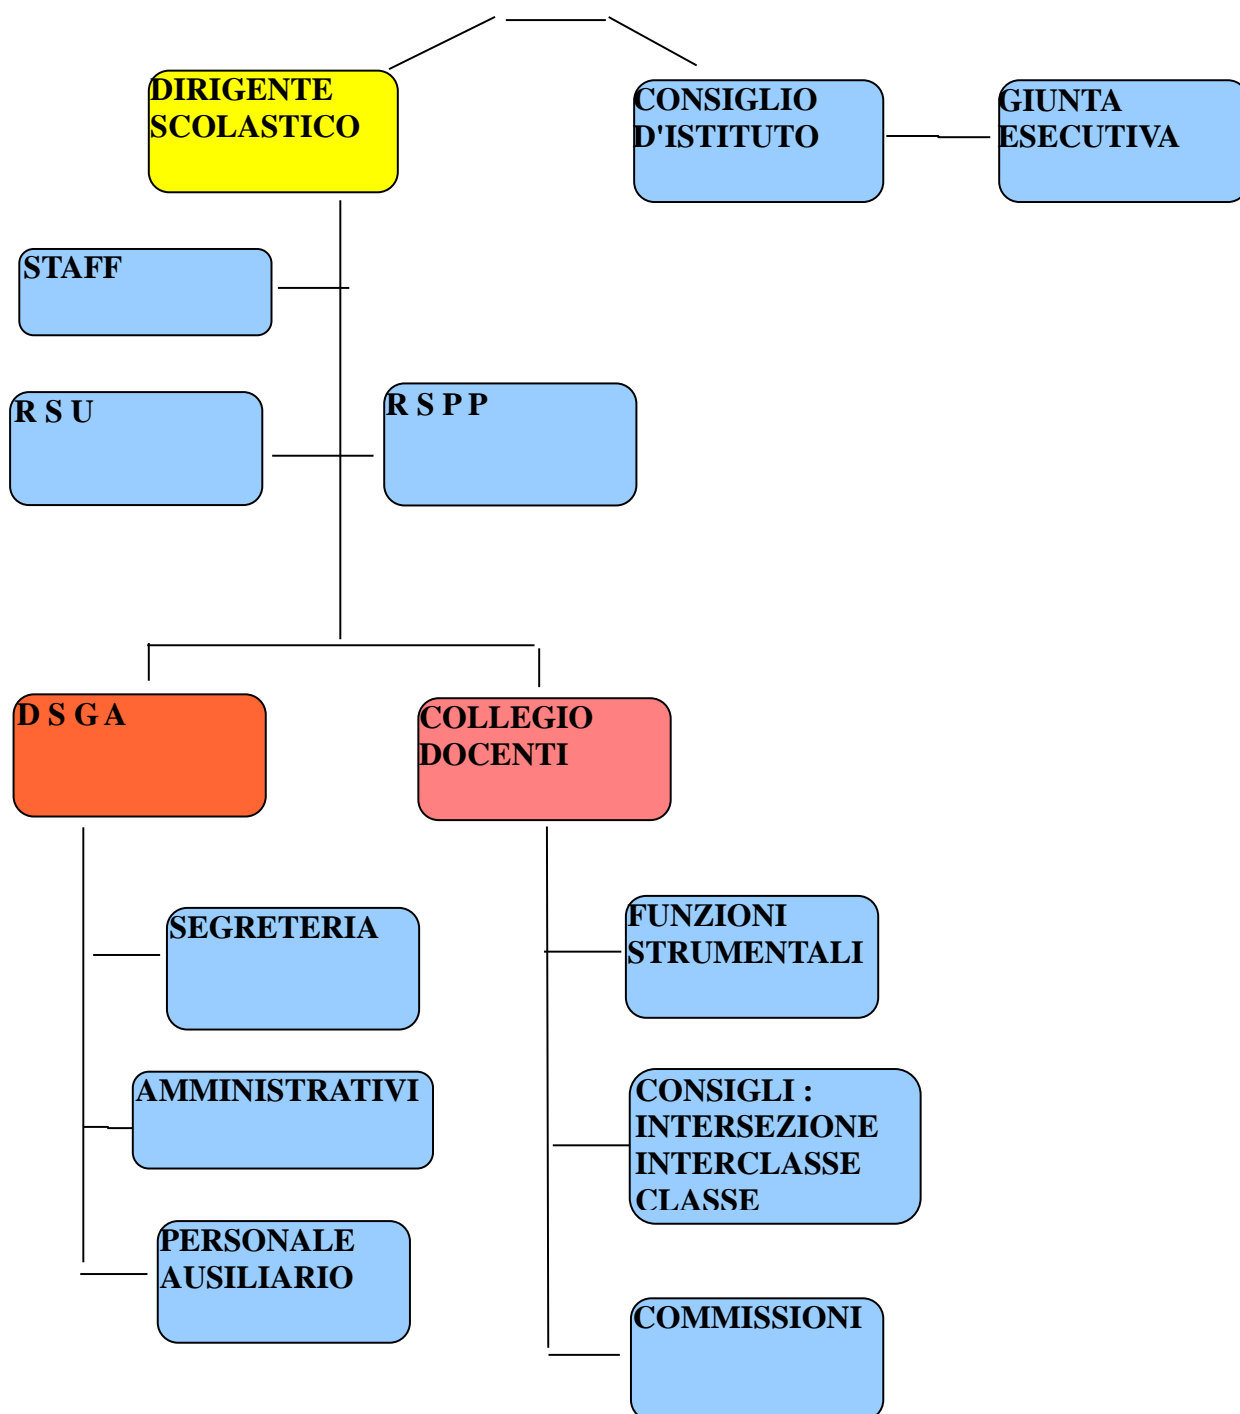 DIRIGENTE
SCOLASTICO
CONSIGLIO
D'ISTITUTO
GIUNTA
ESECUTIVA
STAFF
R S U
R S P P
D S G A
COLLEGIO
DOCENTI
SEGRETERIA
FUNZIONI
STRUMENTALI
AMMINISTRATIVI
CONSIGLI :
INTERSEZIONE
INTERCLASSE
CLASSE
PERSONALE
AUSILIARIO
COMMISSIONI